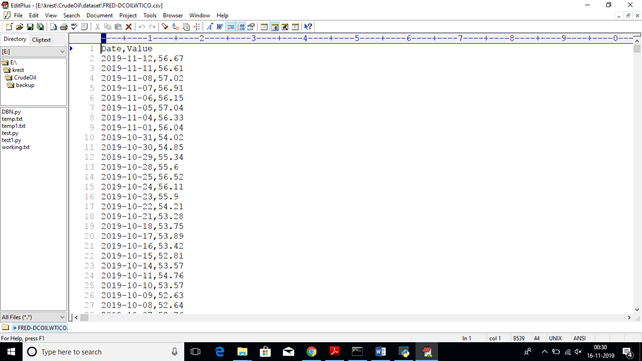 EditPlus - [E:\krest\CrudeOil\dataset\FRED-DCOILWTICO.csv]
File Edit View Search Document Project Tools Browser Window Help
Directory Cliptext
[E:]
E:\
krest
CrudeOil
backup
DBN.py
temp.txt
temp1.txt
test.py
test1.py
working.txt
All Files (*.*)
----+----1----+----2----+----3----+----4----+----5----+----6----+----7----+----8----+----9----+----0
1 Date,Value
2 2019-11-12,56.67
3 2019-11-11,56.61
4 2019-11-08,57.02
5 2019-11-07,56.91
6 2019-11-06,56.15
7 2019-11-05,57.04
8 2019-11-04,56.33
9 2019-11-01,56.04
10 2019-10-31,54.02
11 2019-10-30,54.85
12 2019-10-29,55.34
13 2019-10-28,55.6
14 2019-10-25,56.52
15 2019-10-24,56.11
16 2019-10-23,55.9
17 2019-10-22,54.21
18 2019-10-21,53.28
19 2019-10-18,53.75
20 2019-10-17,53.89
21 2019-10-16,53.42
22 2019-10-15,52.81
23 2019-10-14,53.57
24 2019-10-11,54.76
25 2019-10-10,53.57
26 2019-10-09,52.63
27 2019-10-08,52.64
FRED-DCOILWTICO.
For Help, press F1
ln 1 col 1 8539 44 UNIX ANSI
Type here to search
00:30
16-11-2019